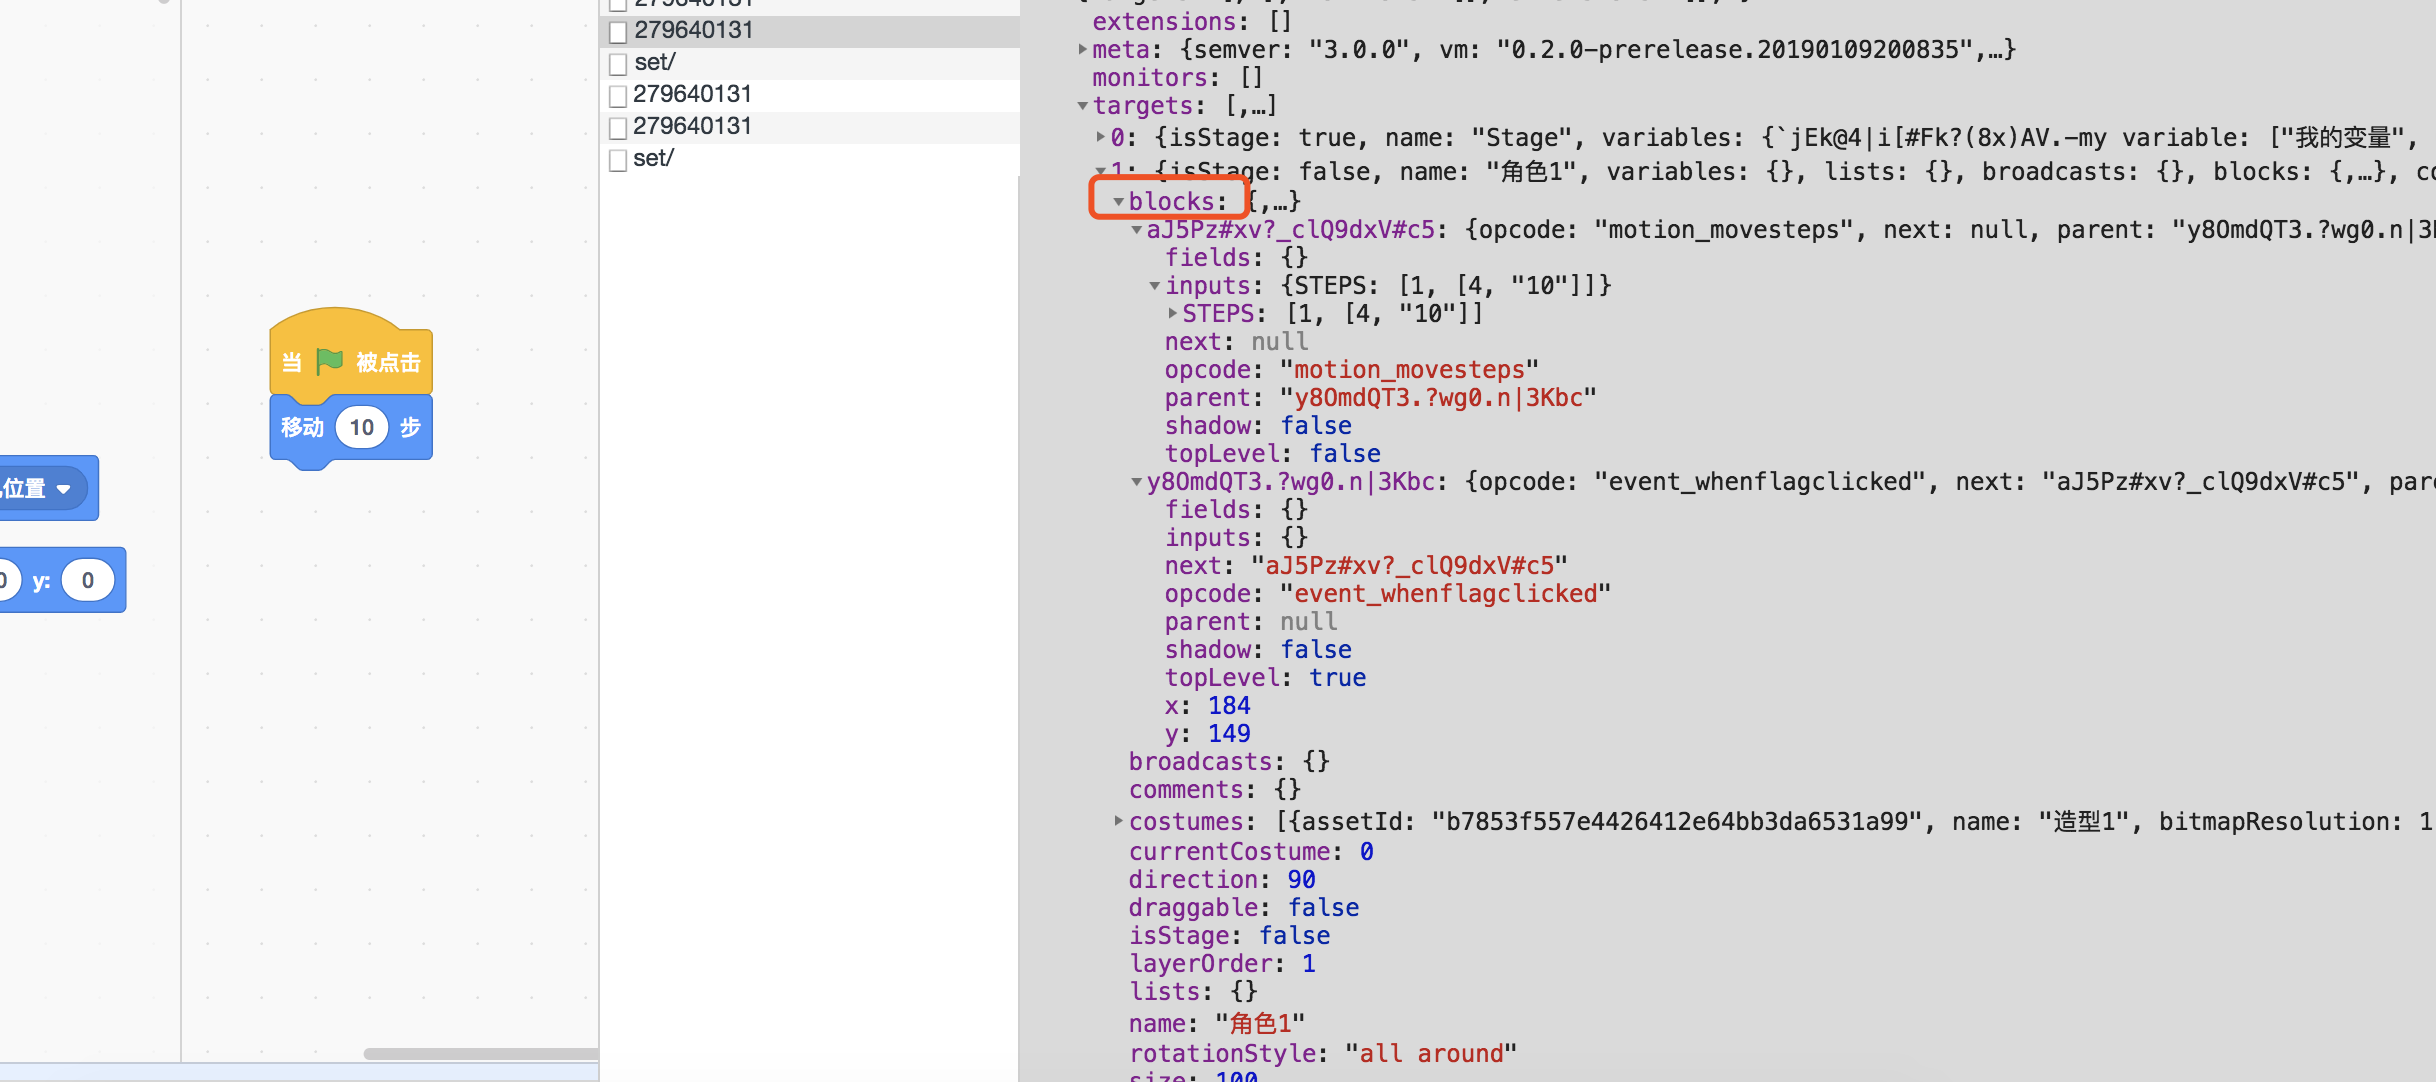 当 被点击
移动 10 步
位置
y: 0
279640131
279640131
set/
279640131
279640131
set/
extensions: []
meta: {semver: "3.0.0", vm: "0.2.0-prerelease.20190109200835",…}
monitors: []
targets: [,…]
0: {isStage: true, name: "Stage", variables: {`jEk@4|i[#Fk?(8x)AV.-my variable: ["我的变量",
1: {isStage: false, name: "角色1", variables: {}, lists: {}, broadcasts: {}, blocks: {,…}, co
blocks: {,…}
aJ5Pz#xv?_clQ9dxV#c5: {opcode: "motion_movesteps", next: null, parent: "y8OmdQT3.?wg0.n|3K
fields: {}
inputs: {STEPS: [1, [4, "10"]]}
STEPS: [1, [4, "10"]]
next: null
opcode: "motion_movesteps"
parent: "y8OmdQT3.?wg0.n|3Kbc"
shadow: false
topLevel: false
y8OmdQT3.?wg0.n|3Kbc: {opcode: "event_whenflagclicked", next: "aJ5Pz#xv?_clQ9dxV#c5", pare
fields: {}
inputs: {}
next: "aJ5Pz#xv?_clQ9dxV#c5"
opcode: "event_whenflagclicked"
parent: null
shadow: false
topLevel: true
x: 184
y: 149
broadcasts: {}
comments: {}
costumes: [{assetId: "b7853f557e4426412e64bb3da6531a99", name: "造型1", bitmapResolution: 1
currentCostume: 0
direction: 90
draggable: false
isStage: false
layerOrder: 1
lists: {}
name: "角色1"
rotationStyle: "all around"
size: 100